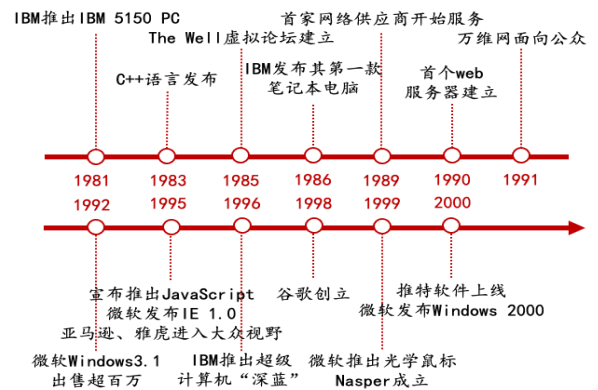 IBM推出IBM 5150 PC
首家网络供应商开始服务
The Well虚拟论坛建立
万维网面向公众
C++语言发布
IBM发布其第一款
笔记本电脑
首个web
服务器建立
1981 1983 1985 1986 1989 1990 1991
1992 1995 1996 1998 1999 2000
宣布推出JavaScript
微软发布IE 1.0
亚马逊、雅虎进入大众视野
谷歌创立
推特软件上线
微软发布Windows 2000
微软Windows3.1
出售超百万
IBM推出超级
计算机“深蓝”
微软推出光学鼠标
Nasper成立